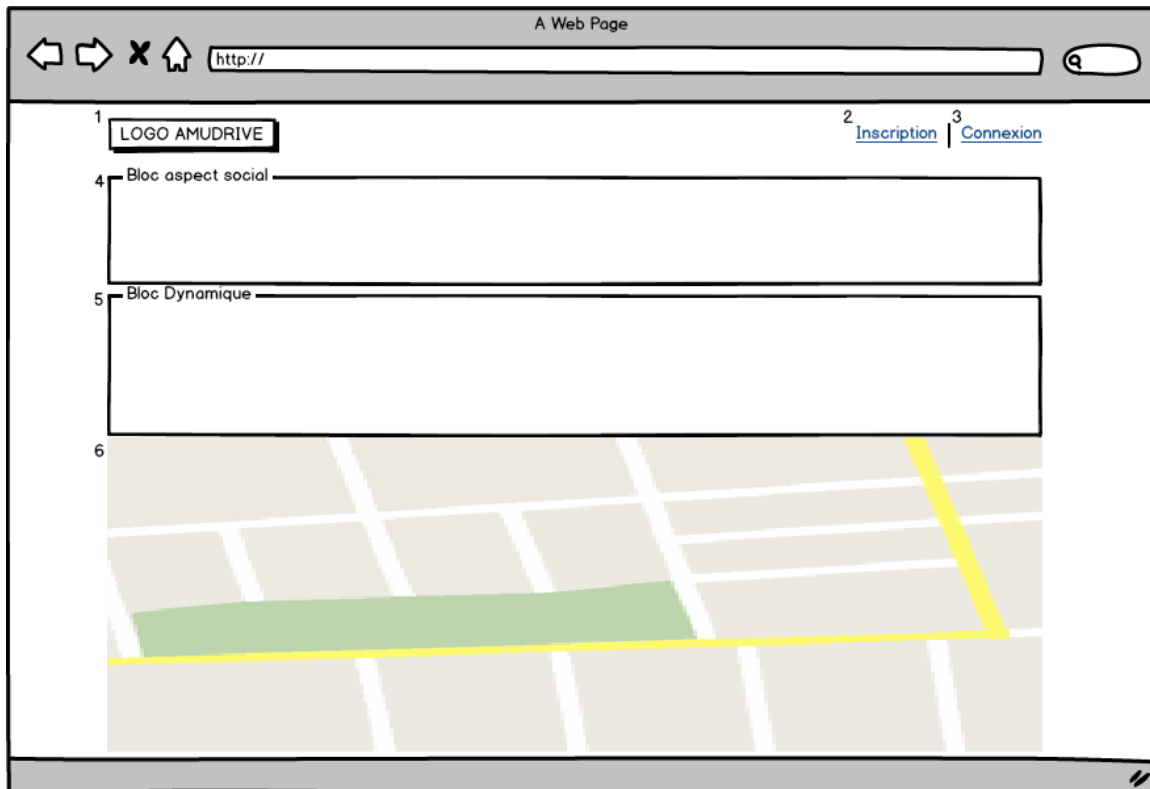 A Web Page
http://
1
LOGO AMUDRIVE
2
Inscription
3
Connexion
4
Bloc aspect social
5
Bloc Dynamique
6